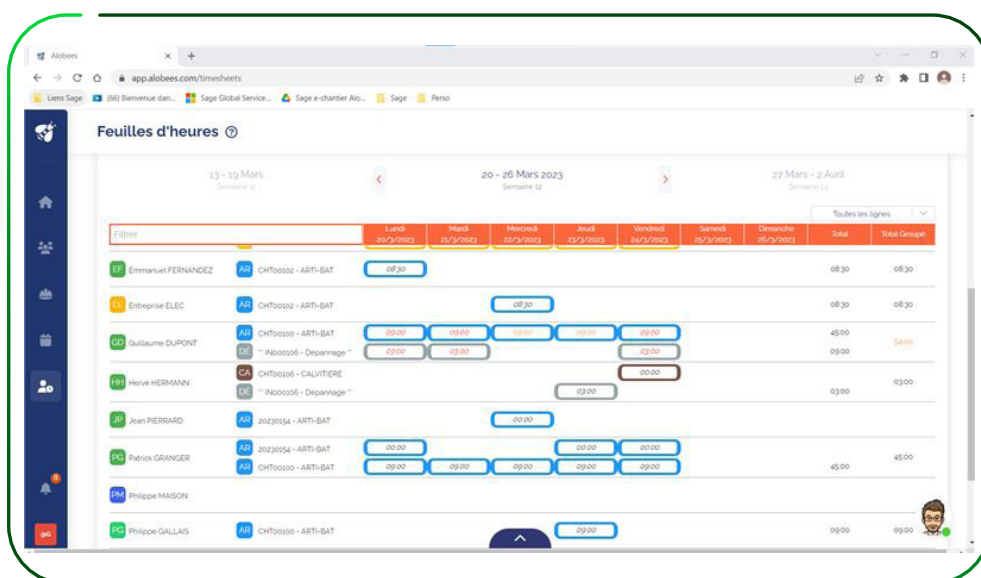 Alobees
app.alobees.com/timesheets
Liens Sage (66) Bienvenue dan... Sage Global Service... Sage e-chantier Alo... Sage Perso
Feuilles d'heures
13 - 19 Mars 20 - 26 Mars 2023 27 Mars - 2 Avril
Semaine 11 Semaine 12 Semaine 13
Toutes les lignes
Filtrer Lundi Mardi Mercredi Jeudi Vendredi Samedi Dimanche Total Total Groupe
20/3/2023 21/3/2023 22/3/2023 23/3/2023 24/3/2023 25/3/2023 26/3/2023
EF Emmanuel FERNANDEZ AR CHT00102 - ARTI-BAT 08:30 08:30 08:30
EE Entreprise ELEC AR CHT00102 - ARTI-BAT 08:30 08:30 08:30
GD Guillaume DUPONT AR CHT00100 - ARTI-BAT 09:00 09:00 09:00 09:00 09:00 45:00 54:00
DE ** IN000106 - Dépannage ** 03:00 03:00 03:00 09:00
HH Hervé HERMANN CA CHT00106 - CALVITIERE 00:00
DE ** IN000106 - Dépannage ** 03:00 03:00 03:00
JP Jean PIERRARD AR 20230154 - ARTI-BAT 00:00
PG Patrick GRANGER AR 20230154 - ARTI-BAT 00:00 00:00 00:00 45:00
AR CHT00100 - ARTI-BAT 09:00 09:00 09:00 09:00 09:00 45:00
PM Philippe MAISON
PG Philippe GALLAIS AR CHT00100 - ARTI-BAT 09:00 09:00 09:00